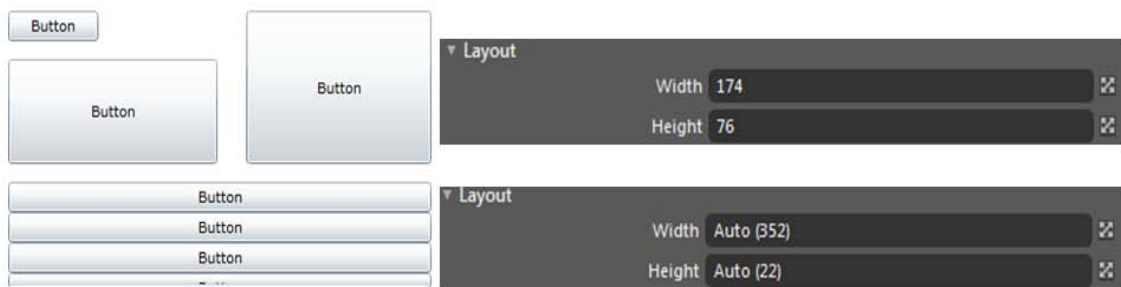 Button
Button
Button
Layout
Width 174
Height 76
Button
Button
Button
Layout
Width Auto (352)
Height Auto (22)